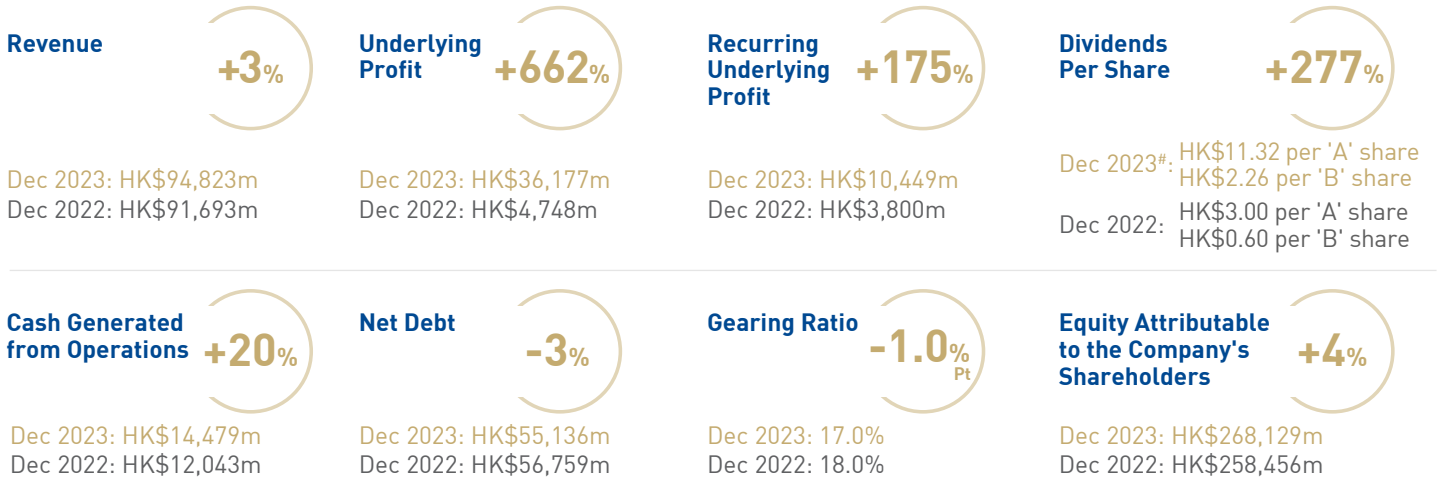 Revenue
+3%
Dec 2023: HK$94,823m
Dec 2022: HK$91,693m
Underlying
Profit
+662%
Dec 2023: HK$36,177m
Dec 2022: HK$4,748m
Recurring
Underlying
Profit
+175%
Dec 2023: HK$10,449m
Dec 2022: HK$3,800m
Dividends
Per Share
+277%
Dec 2023#:
HK$11.32 per 'A' share
HK$2.26 per 'B' share
Dec 2022:
HK$3.00 per 'A' share
HK$0.60 per 'B' share
Cash Generated
from Operations
+20%
Dec 2023: HK$14,479m
Dec 2022: HK$12,043m
Net Debt
-3%
Dec 2023: HK$55,136m
Dec 2022: HK$56,759m
Gearing Ratio
-1.0%
Pt
Dec 2023: 17.0%
Dec 2022: 18.0%
Equity Attributable
to the Company's
Shareholders
+4%
Dec 2023: HK$268,129m
Dec 2022: HK$258,456m